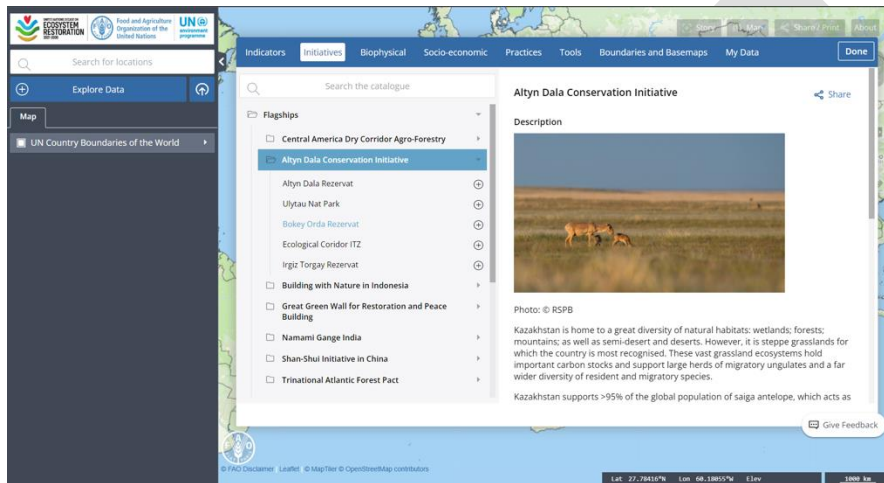 UNITED NATIONS DECADE ON
ECOSYSTEM
RESTORATION
2021-2030
Food and Agriculture
Organization of the
United Nations
UN
environment
programme
Search for locations
Explore Data
Map
UN Country Boundaries of the World
Story
Map
Share / Print
About
Indicators
Initiatives
Biophysical
Socio-economic
Practices
Tools
Boundaries and Basemaps
My Data
Done
Search the catalogue
Flagships
Central America Dry Corridor Agro-Forestry
Altyn Dala Conservation Initiative
Altyn Dala Rezervat
Ulytau Nat Park
Bokey Orda Rezervat
Ecological Coridor ITZ
Irgiz Torgay Rezervat
Building with Nature in Indonesia
Great Green Wall for Restoration and Peace
Building
Namami Gange India
Shan-Shui Initiative in China
Trinational Atlantic Forest Pact
Altyn Dala Conservation Initiative
Share
Description
Photo: © RSPB
Kazakhstan is home to a great diversity of natural habitats: wetlands; forests;
mountains; as well as semi-desert and deserts. However, it is steppe grasslands for
which the country is most recognised. These vast grassland ecosystems hold
important carbon stocks and support large herds of migratory ungulates and a far
wider diversity of resident and migratory species.
Kazakhstan supports >95% of the global population of saiga antelope, which acts as
Give Feedback
© FAO Disclaimer | Leaflet | © MapTiler © OpenStreetMap contributors
Lat 27.78416°N Lon 60.18055°W Elev
1000 km